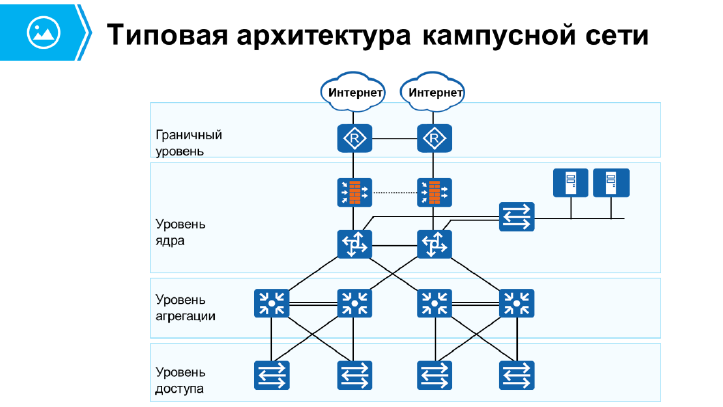 Типовая архитектура кампусной сети
Интернет Интернет
Граничный
уровень
R R
Уровень
ядра
Уровень
агрегации
Уровень
доступа